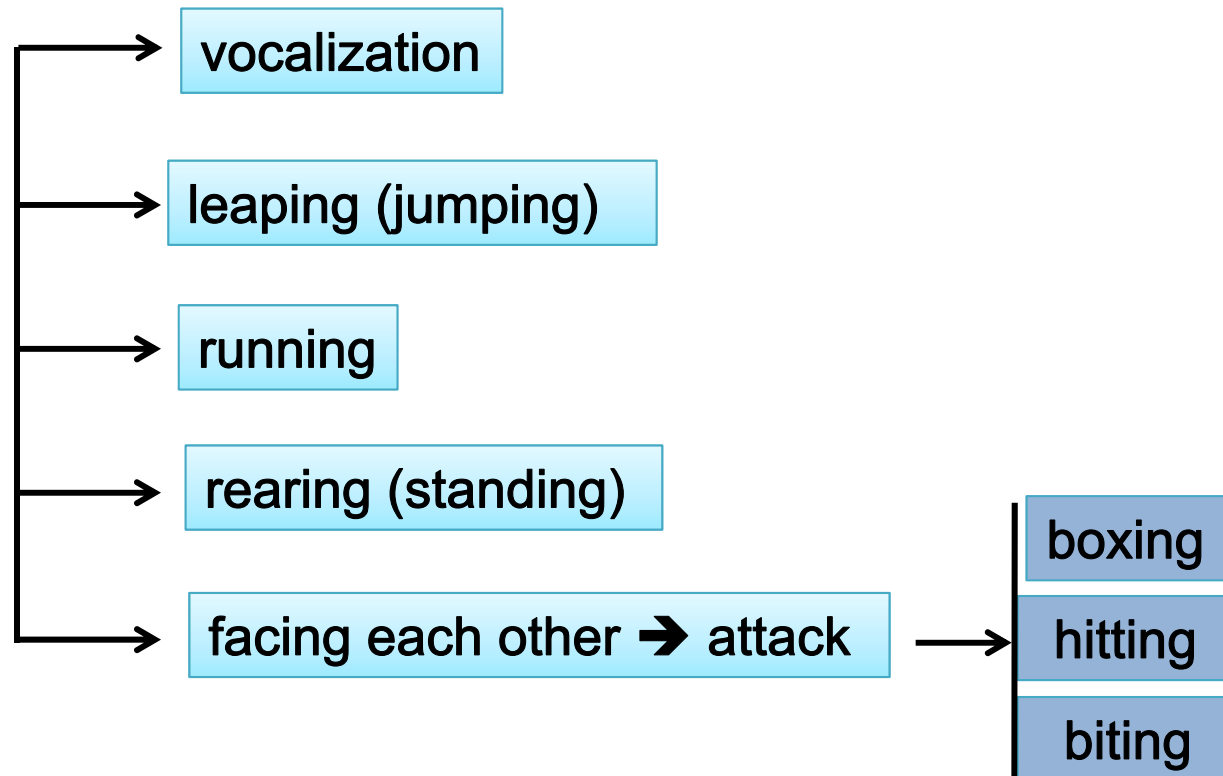 vocalization
leaping (jumping)
running
rearing (standing)
facing each other ➔ attack
boxing
hitting
biting